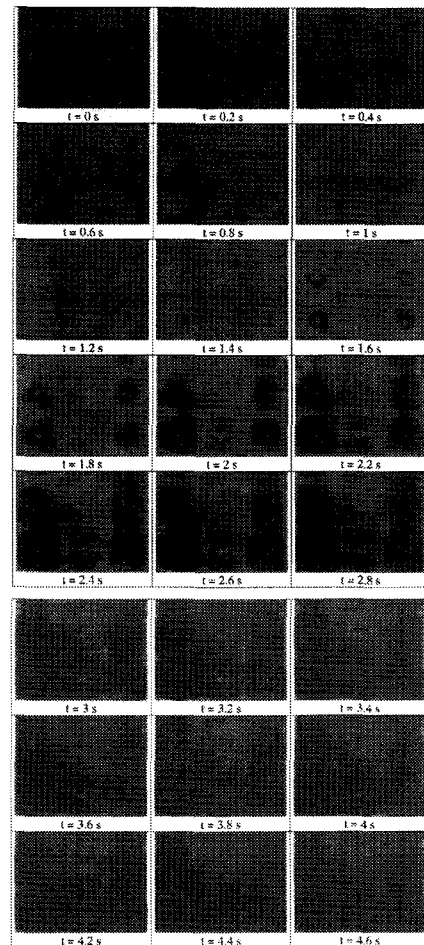 t = 0 s t = 0.2 s t = 0.4 s
t = 0.6 s t = 0.8 s t = 1 s
t = 1.2 s t = 1.4 s t = 1.6 s
t = 1.8 s t = 2 s t = 2.2 s
t = 2.4 s t = 2.6 s t = 2.8 s
t = 3 s t = 3.2 s t = 3.4 s
t = 3.6 s t = 3.8 s t = 4 s
t = 4.2 s t = 4.4 s t = 4.6 s